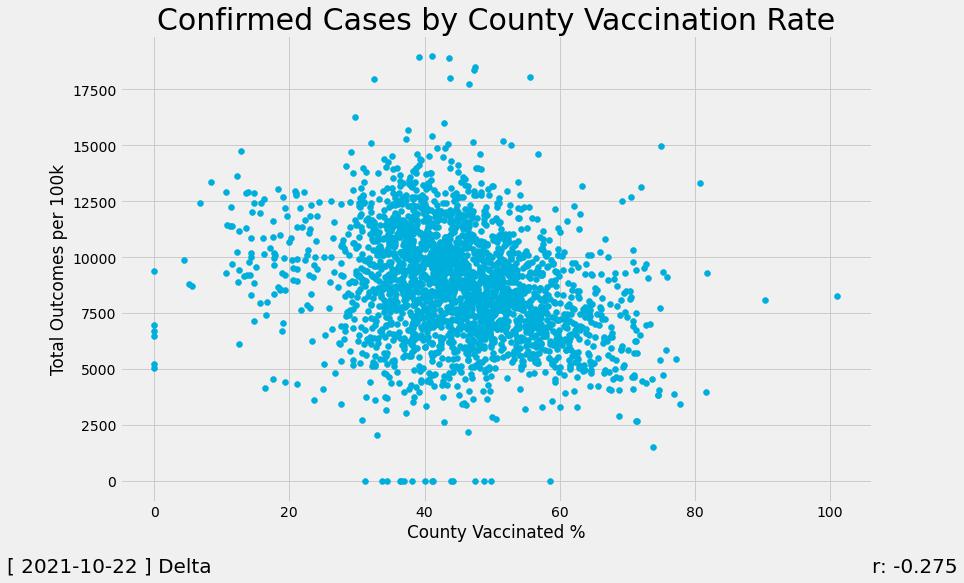 Confirmed Cases by County Vaccination Rate
Total Outcomes per 100k
17500
15000
12500
10000
7500
5000
2500
0
0 20 40 60 80 100
County Vaccinated %
[ 2021-10-22 ] Delta r: -0.275